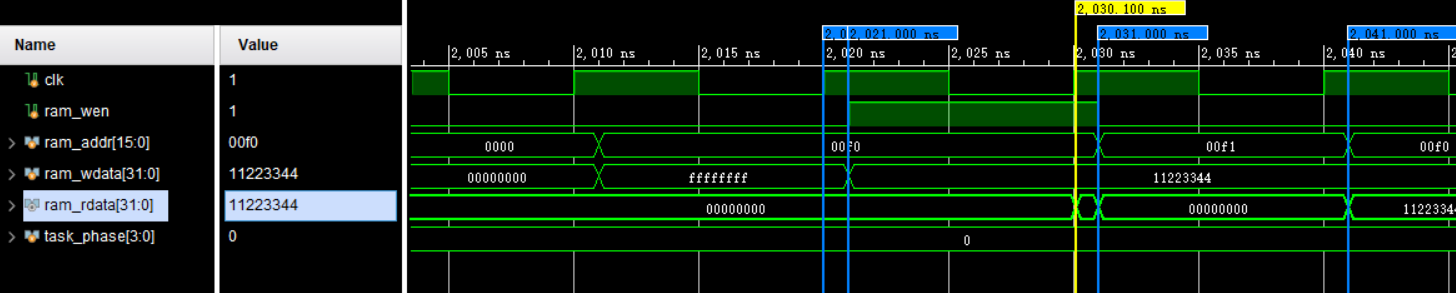 2,030.100 ns
2,021.000 ns 2,031.000 ns 2,041.000 ns
Name Value
2,005 ns 2,010 ns 2,015 ns 2,020 ns 2,025 ns 2,030 ns 2,035 ns 2,040 ns
clk 1
ram_wen 1
ram_addr[15:0] 00f0 0000 00f0 00f1 00f0
ram_wdata[31:0] 11223344 00000000 ffffffff 11223344
ram_rdata[31:0] 11223344 00000000 00000000 1122334
task_phase[3:0] 0 0